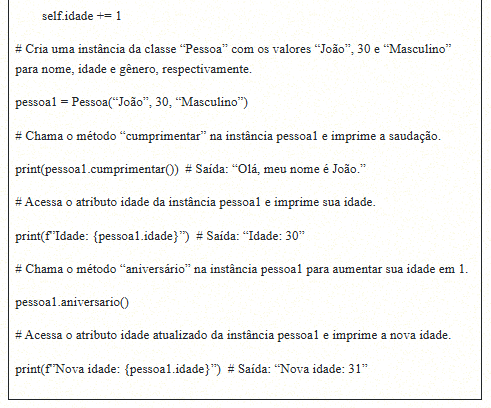 self.idade += 1
# Cria uma instância da classe “Pessoa” com os valores “João”, 30 e “Masculino”
para nome, idade e gênero, respectivamente.
pessoa1 = Pessoa(“João”, 30, “Masculino”)
# Chama o método “cumprimentar” na instância pessoa1 e imprime a saudação.
print(pessoa1.cumprimentar())  # Saída: “Olá, meu nome é João.”
# Acessa o atributo idade da instância pessoa1 e imprime sua idade.
print(f”Idade: {pessoa1.idade}”)  # Saída: “Idade: 30”
# Chama o método “aniversário” na instância pessoa1 para aumentar sua idade em 1.
pessoa1.aniversario()
# Acessa o atributo idade atualizado da instância pessoa1 e imprime a nova idade.
print(f”Nova idade: {pessoa1.idade}”)  # Saída: “Nova idade: 31”